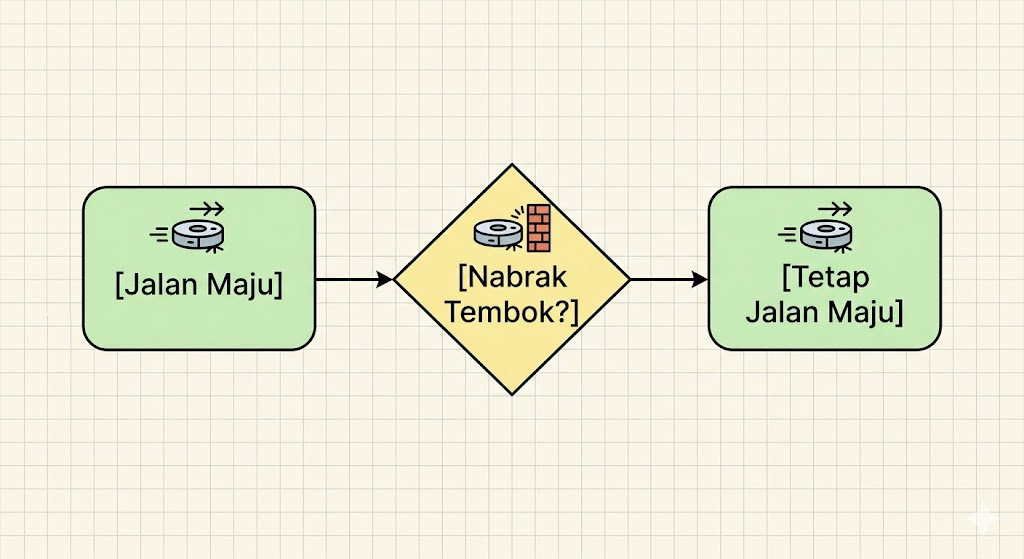 [Jalan Maju]
[Nabrak
Tembok?]
[Tetap
Jalan Maju]